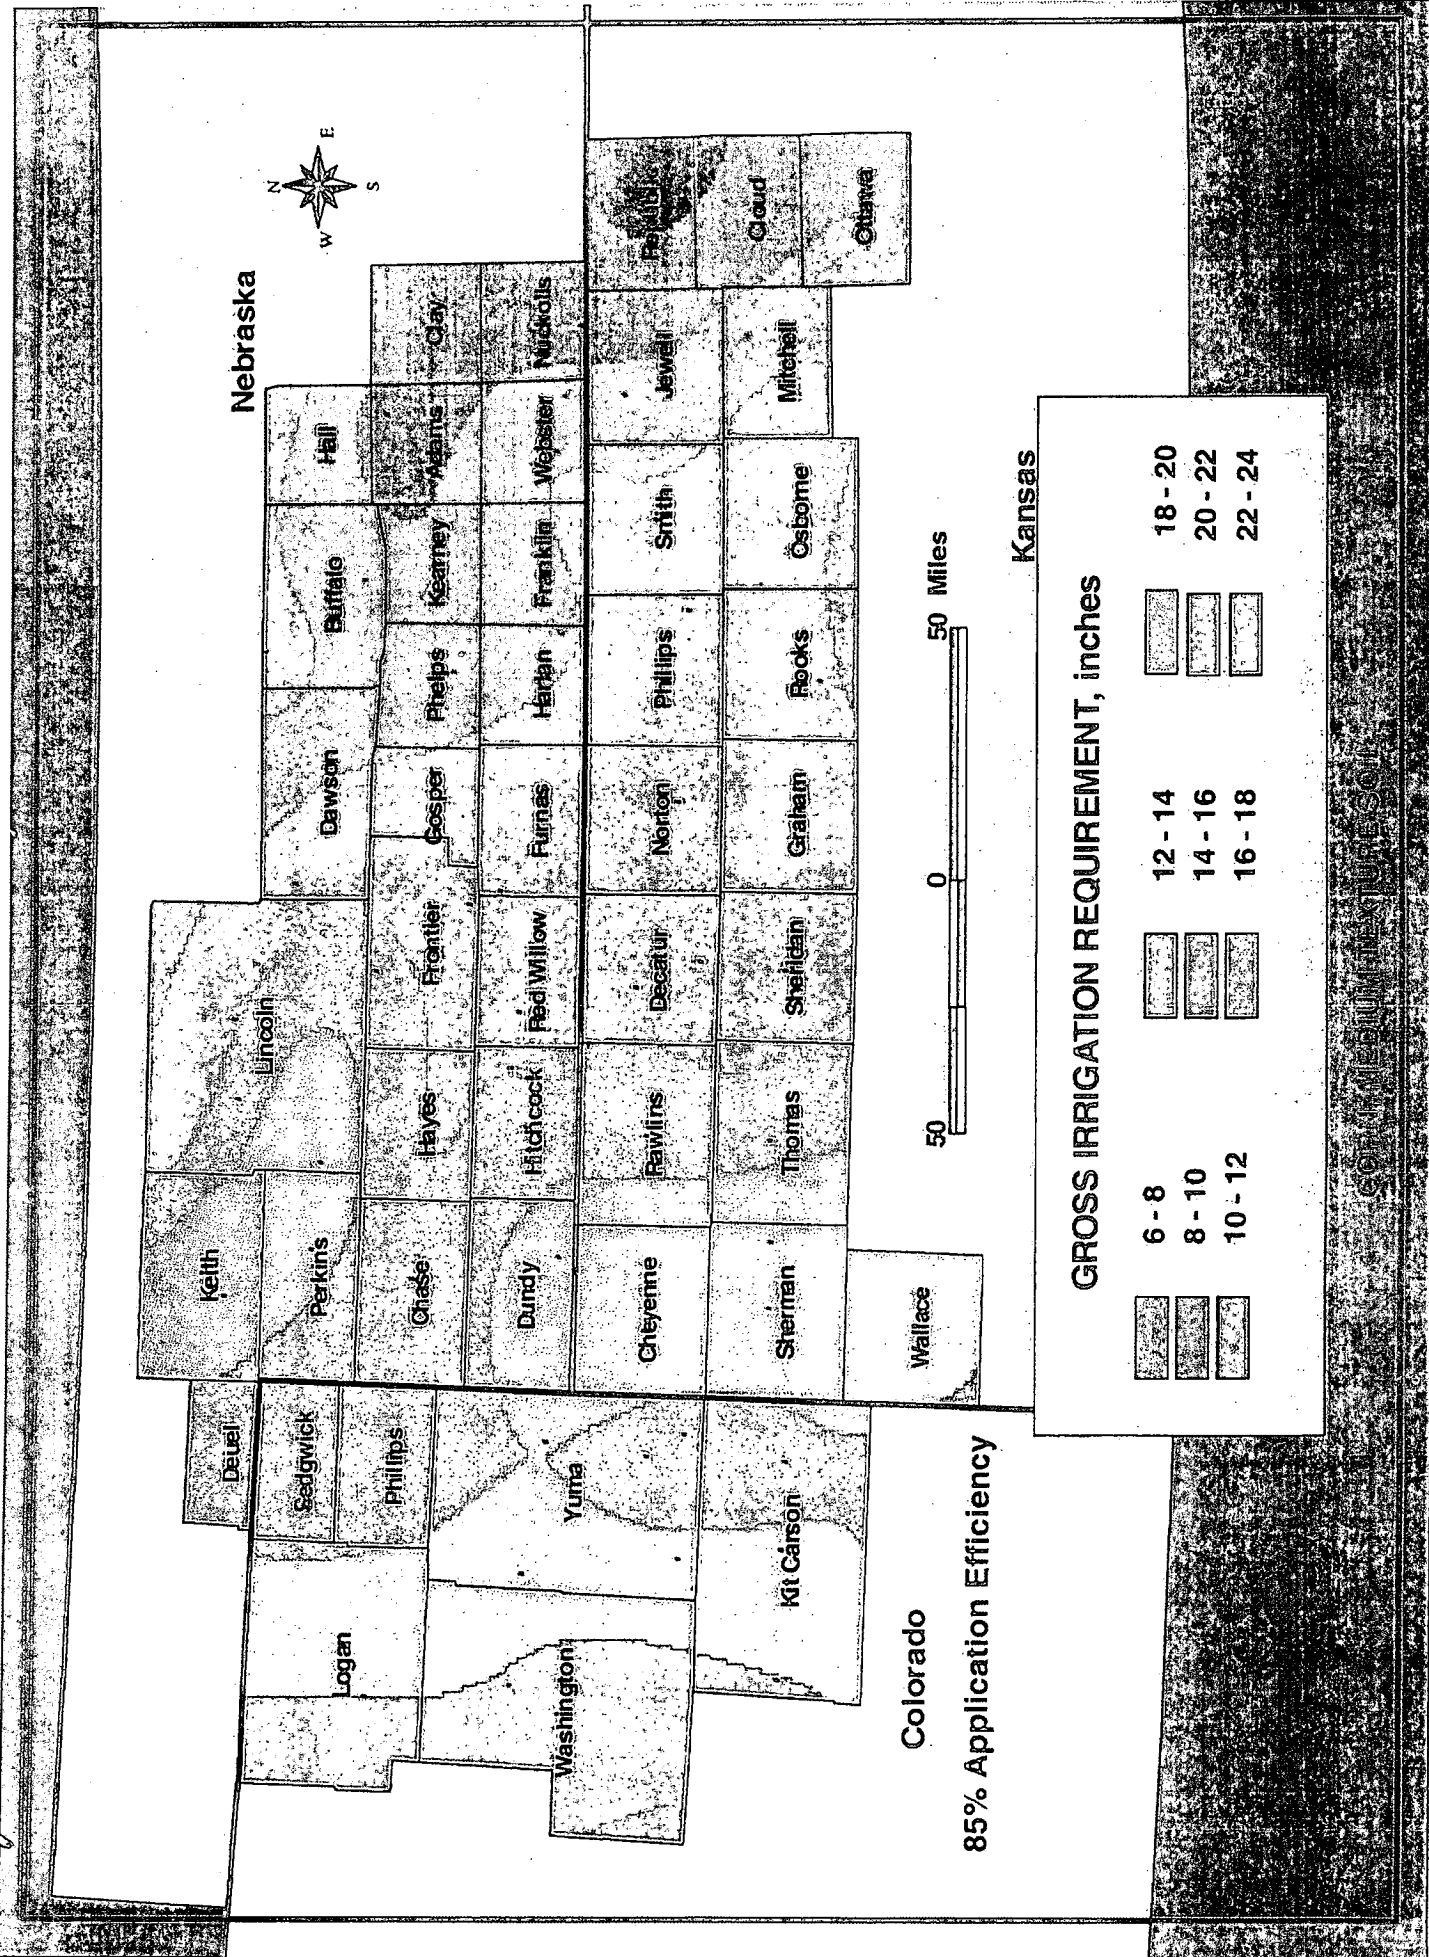 Nebraska
N
W
E
S
Keith
Lincoln
Deuel
Perkins
Dawson
Buffalo
Hall
Sedgwick
Phillips
Chase
Hayes
Frontier
Gosper
Phelps
Kearney
Adams
Clay
Logan
Dundy
Hitchcock
Red Willow
Furnas
Harlan
Franklin
Webster
Nuckolls
Yuma
Washington
Cheyenne
Rawlins
Decatur
Norton
Phillips
Smith
Jewell
Kit Carson
Sherman
Thomas
Sheridan
Graham
Rooks
Osborne
Mitchell
Cloud
Wallace
Ottawa
Colorado
50 0 50 Miles
85% Application Efficiency
Kansas
GROSS IRRIGATION REQUIREMENT, inches
6 - 8 12 - 14 18 - 20
8 - 10 14 - 16 20 - 22
10 - 12 16 - 18 22 - 24